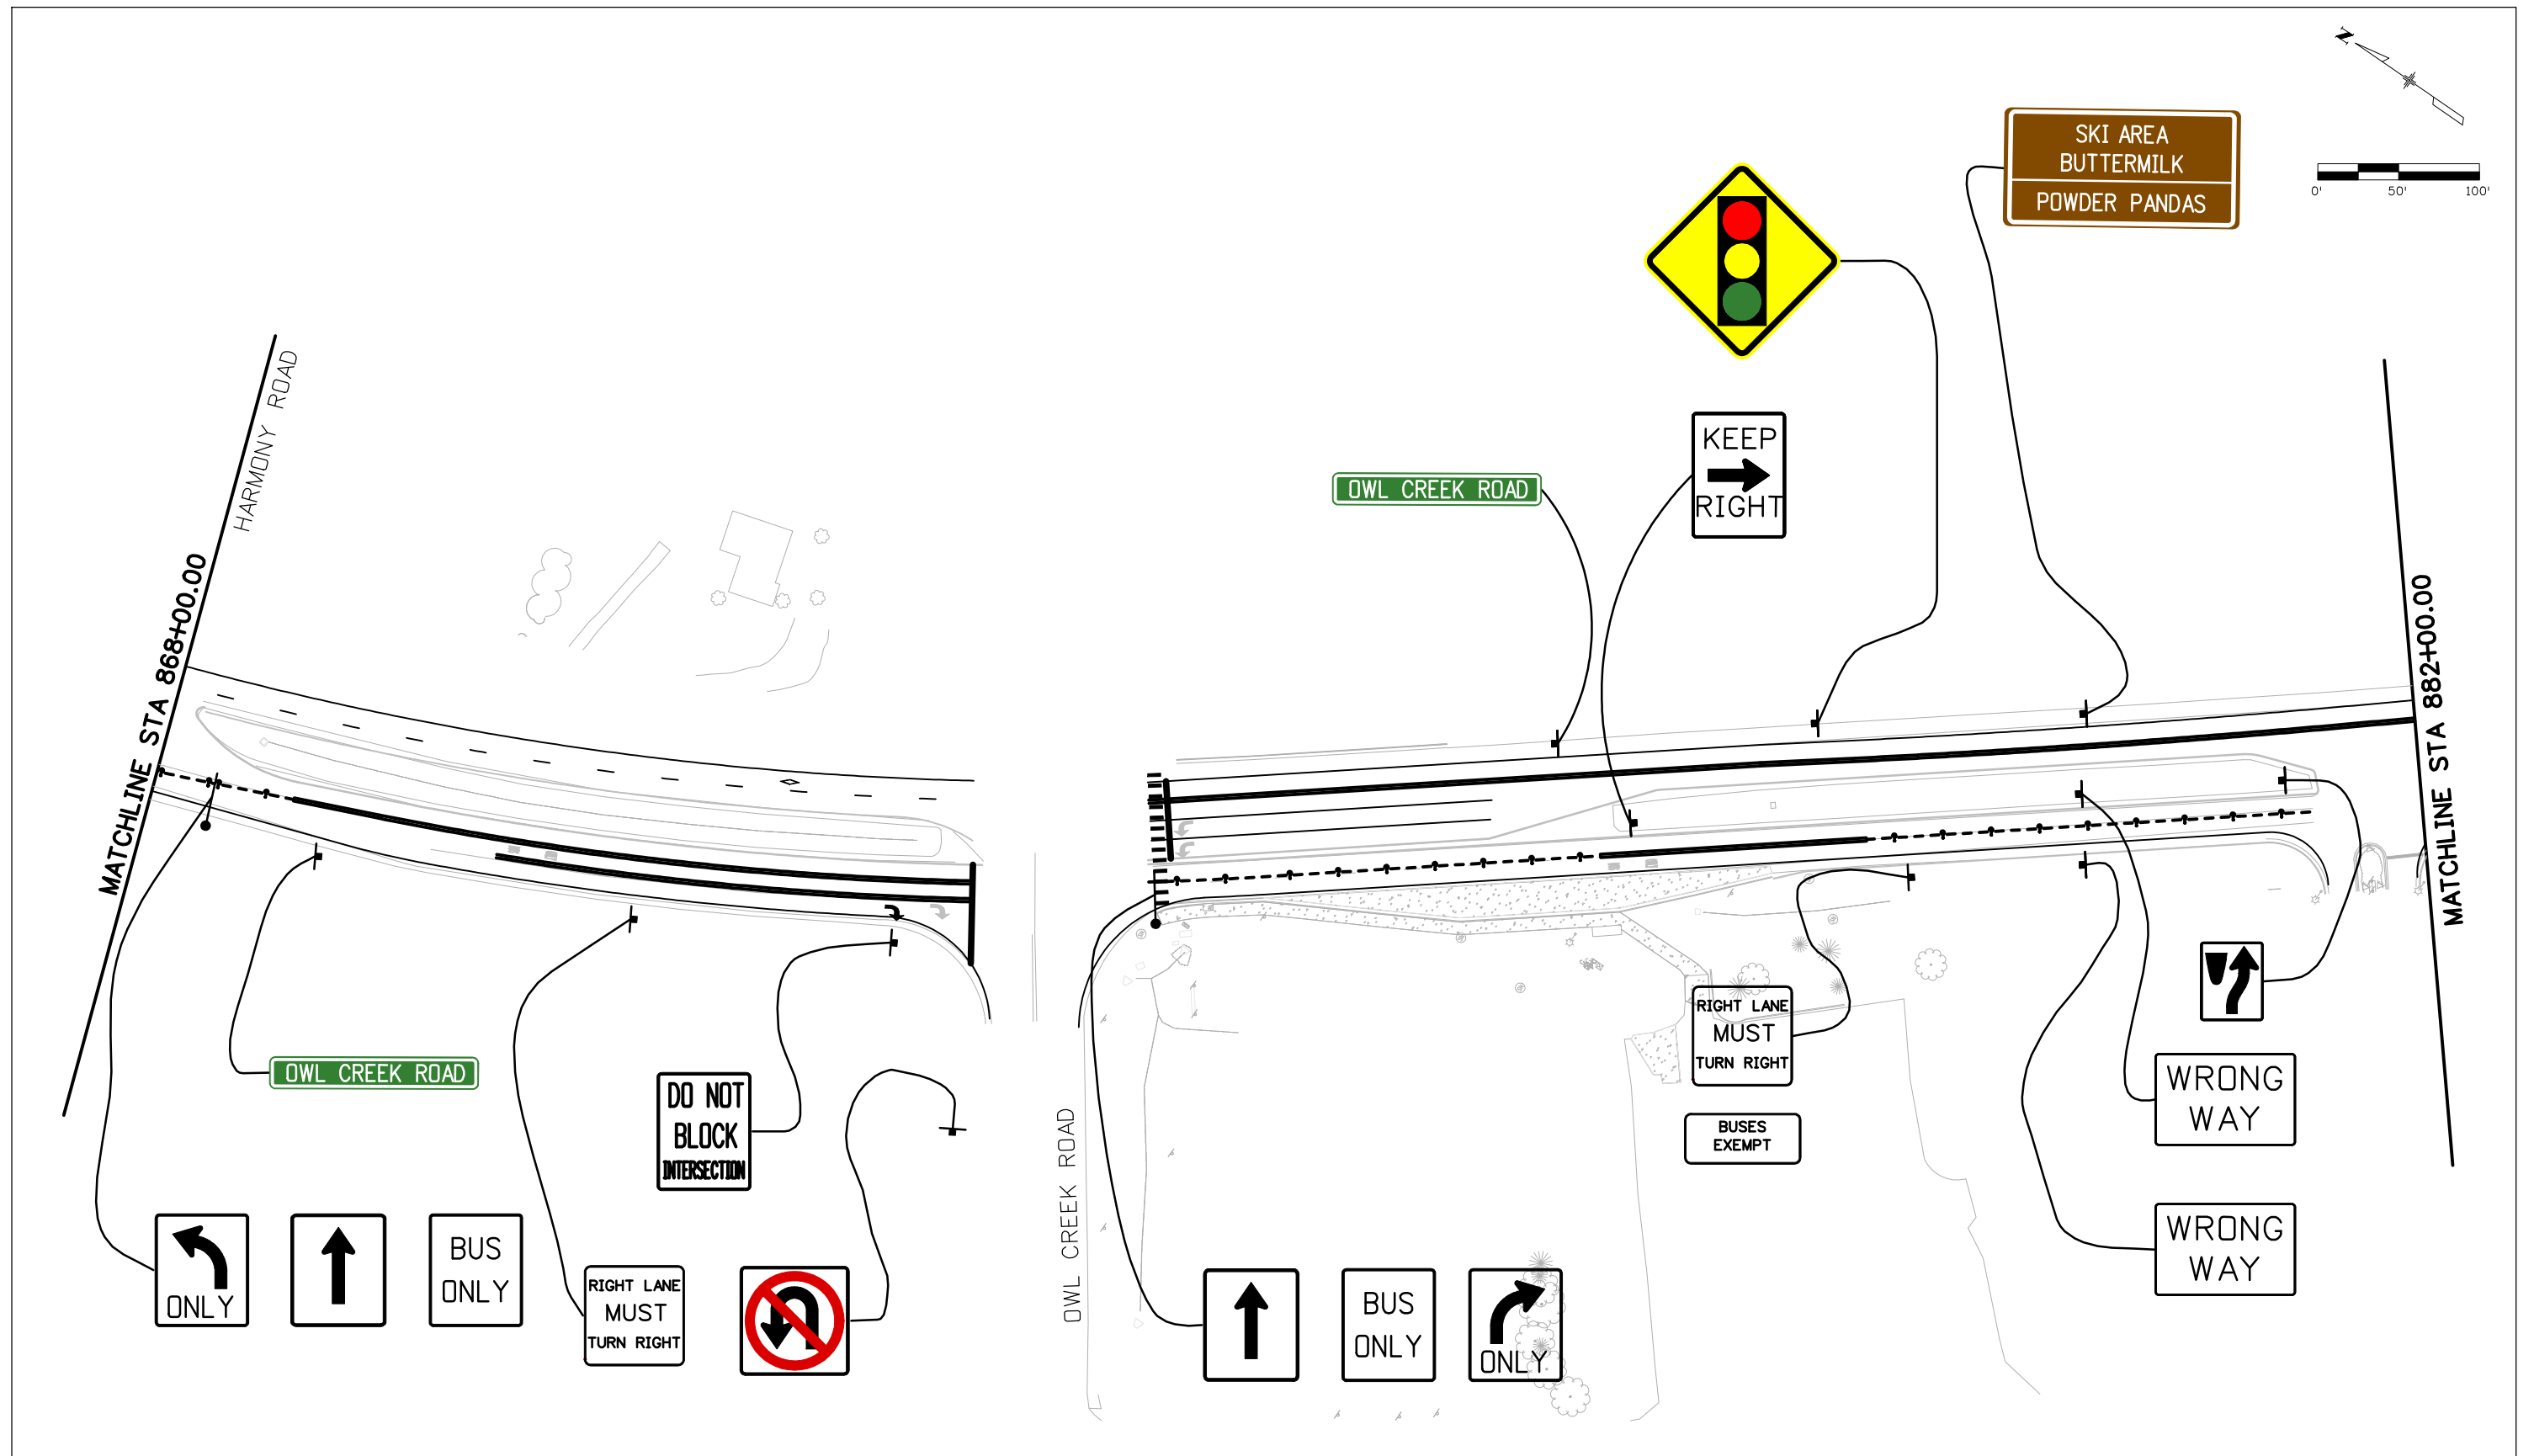 N
SKI AREA
BUTTERMILK
POWDER PANDAS
0' 50' 100'
HARMONY ROAD
MATCHLINE STA 868+00.00
KEEP
RIGHT
OWL CREEK ROAD
MATCHLINE STA 882+00.00
OWL CREEK ROAD
DO NOT
BLOCK
INTERSECTION
RIGHT LANE
MUST
TURN RIGHT
BUSES
EXEMPT
WRONG
WAY
WRONG
WAY
OWL CREEK ROAD
ONLY
BUS
ONLY
RIGHT LANE
MUST
TURN RIGHT
BUS
ONLY
ONLY